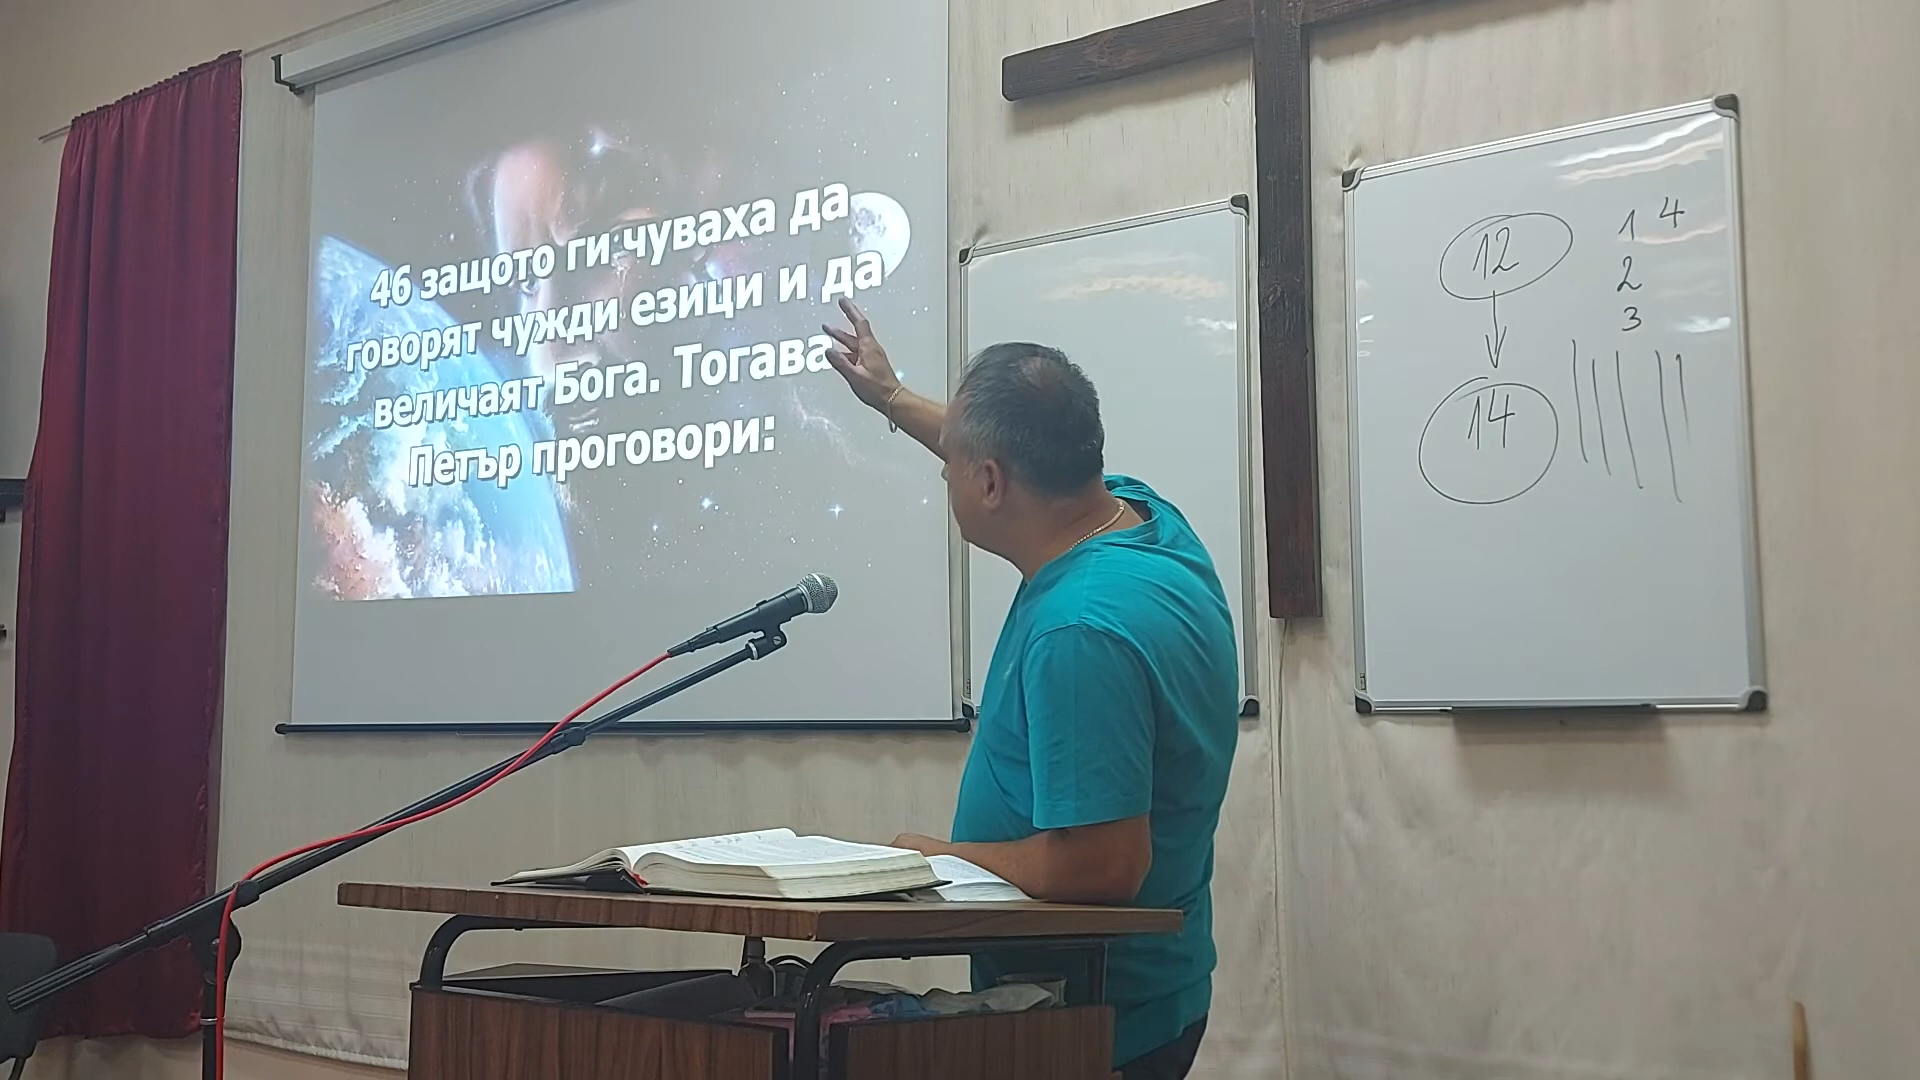 46 защото ги чуваха да
говорят чужди езици и да
величаят Бога. Тогава
Петър проговори:
12
14
1 4
2
3